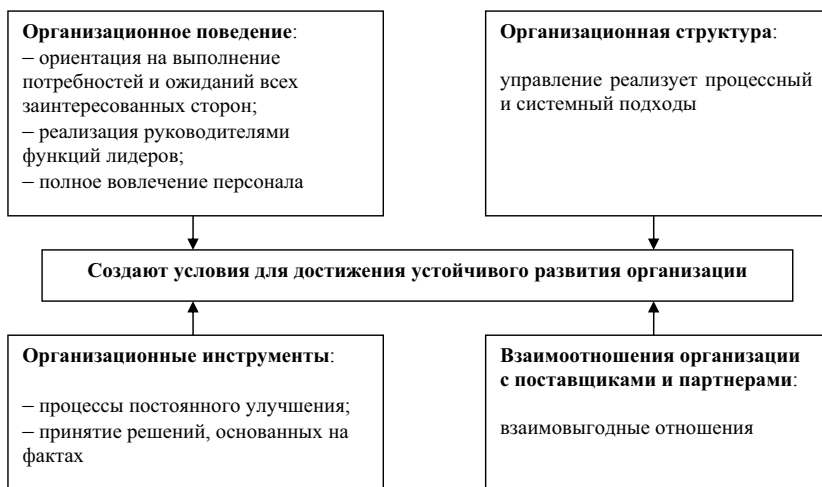 Организационное поведение:
– ориентация на выполнение
потребностей и ожиданий всех
заинтересованных сторон;
– реализация руководителями
функций лидеров;
– полное вовлечение персонала
Организационная структура:
управление реализует процессный
и системный подходы
Создают условия для достижения устойчивого развития организации
Организационные инструменты:
– процессы постоянного улучшения;
– принятие решений, основанных на
фактах
Взаимоотношения организации
с поставщиками и партнерами:
взаимовыгодные отношения